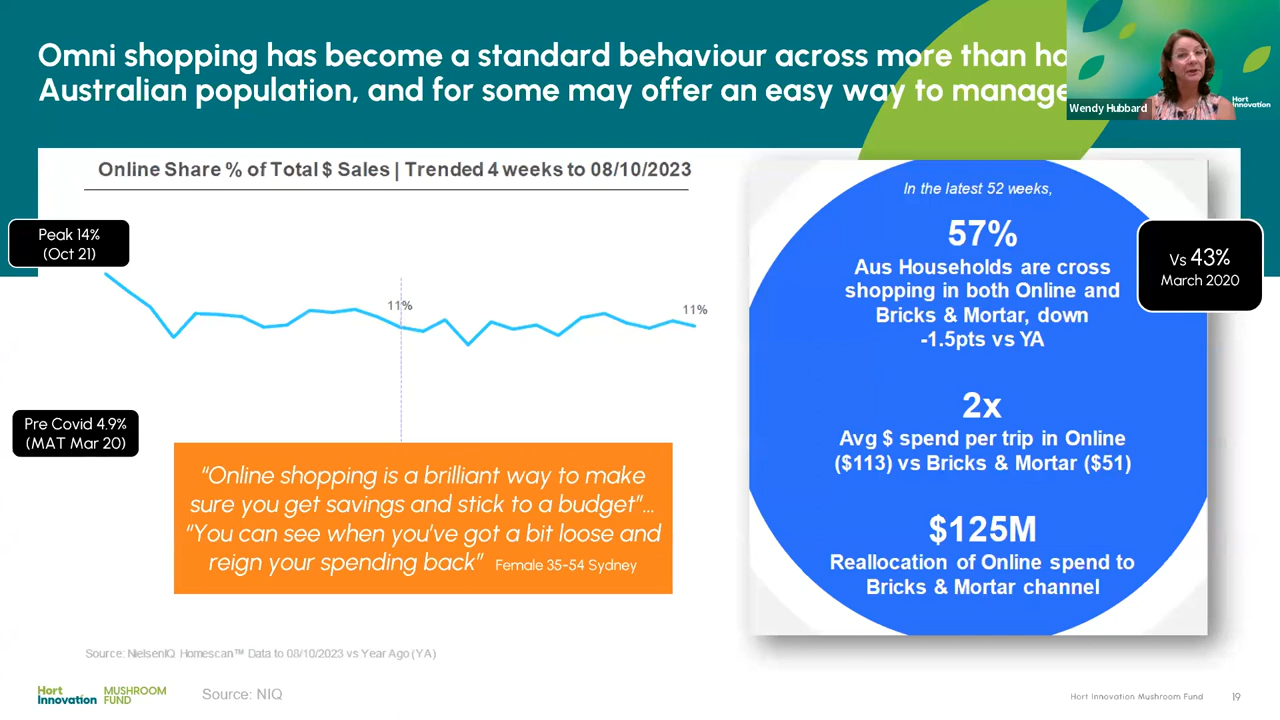 Omni shopping has become a standard behaviour across more than
Australian population, and for some may offer an easy way to manage
Wendy Hubbard
Hort
Innovation
Online Share % of Total $ Sales | Trended 4 weeks to 08/10/2023
Peak 14%
(Oct 21)
11%
11%
Pre Covid 4.9%
(MAT Mar 20)
“Online shopping is a brilliant way to make
sure you get savings and stick to a budget”...
“You can see when you’ve got a bit loose and
reign your spending back” Female 35-54 Sydney
In the latest 52 weeks,
57%
Aus Households are cross
shopping in both Online and
Bricks & Mortar, down
-1.5pts vs YA
Vs 43%
March 2020
2x
Avg $ spend per trip in Online
($113) vs Bricks & Mortar ($51)
$125M
Reallocation of Online spend to
Bricks & Mortar channel
Source: NielsenIQ Homescan™ Data to 08/10/2023 vs Year Ago (YA)
Hort
Innovation
MUSHROOM
FUND
Source: NIQ
Hort Innovation Mushroom Fund
19